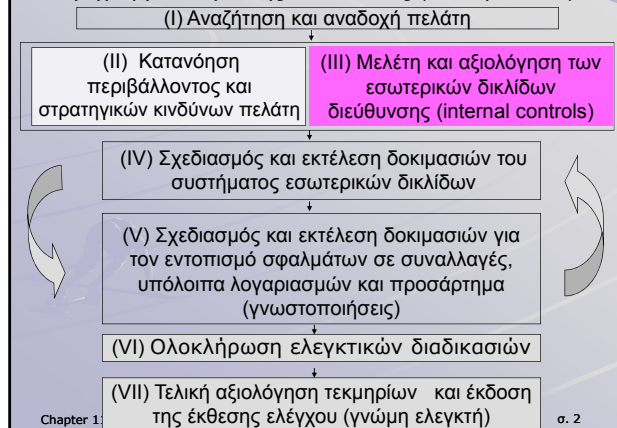 (I) Αναζήτηση και αναδοχή πελάτη
(II) Κατανόηση
περιβάλλοντος και
στρατηγικών κινδύνων πελάτη
(III) Μελέτη και αξιολόγηση των
εσωτερικών δικλίδων
διεύθυνσης (internal controls)
(IV) Σχεδιασμός και εκτέλεση δοκιμασιών του
συστήματος εσωτερικών δικλίδων
(V) Σχεδιασμός και εκτέλεση δοκιμασιών για
τον εντοπισμό σφαλμάτων σε συναλλαγές,
υπόλοιπα λογαριασμών και προσάρτημα
(γνωστοποιήσεις)
(VI) Ολοκλήρωση ελεγκτικών διαδικασιών
(VII) Τελική αξιολόγηση τεκμηρίων και έκδοση
της έκθεσης ελέγχου (γνώμη ελεγκτή)
Chapter 1
σ. 2